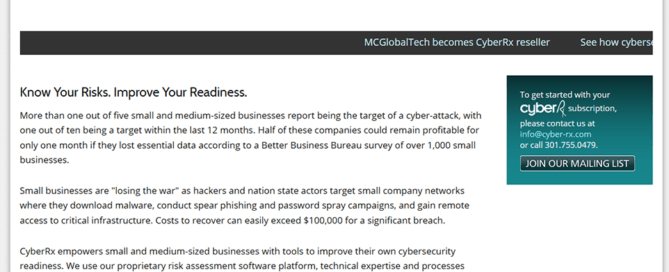 MCGlobalTech becomes CyberRx reseller See how cyberse
Know Your Risks. Improve Your Readiness.
More than one out of five small and medium-sized businesses report being the target of a cyber-attack, with
one out of ten being a target within the last 12 months. Half of these companies could remain profitable for
only one month if they lost essential data according to a Better Business Bureau survey of over 1,000 small
businesses.
Small businesses are "losing the war" as hackers and nation state actors target small company networks
where they download malware, conduct spear phishing and password spray campaigns, and gain remote
access to critical infrastructure. Costs to recover can easily exceed $100,000 for a significant breach.
CyberRx empowers small and medium-sized businesses with tools to improve their own cybersecurity
readiness. We use our proprietary risk assessment software platform, technical expertise and processes
To get started with your
cyberRx subscription,
please contact us at
info@cyber-rx.com
or call 301.755.0479.
JOIN OUR MAILING LIST